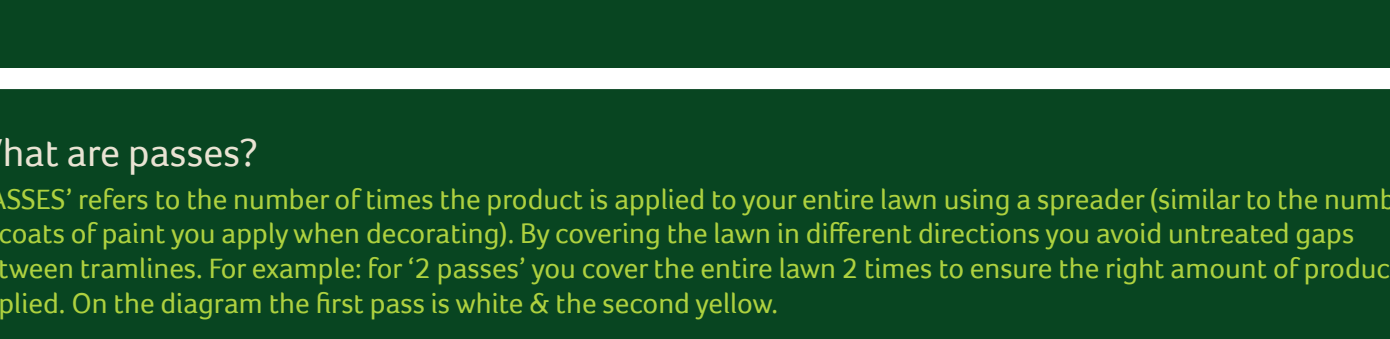 hat are passes?
ASSES’ refers to the number of times the product is applied to your entire lawn using a spreader (similar to the numb
coats of paint you apply when decorating). By covering the lawn in different directions you avoid untreated gaps
tween tramlines. For example: for ‘2 passes’ you cover the entire lawn 2 times to ensure the right amount of produc
plied. On the diagram the first pass is white & the second yellow.